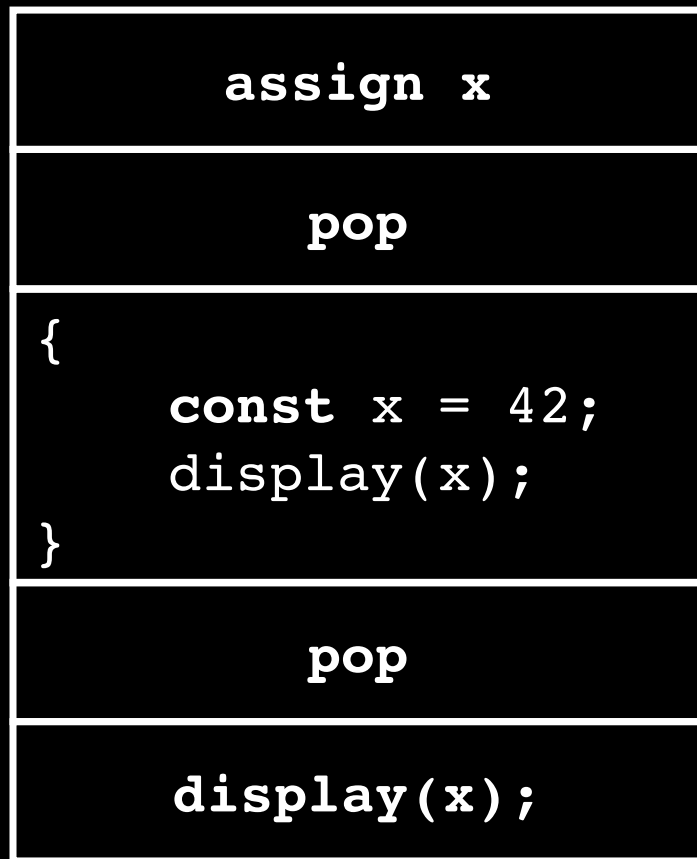 assign x
pop
{
const x = 42;
display(x);
}
pop
display(x);